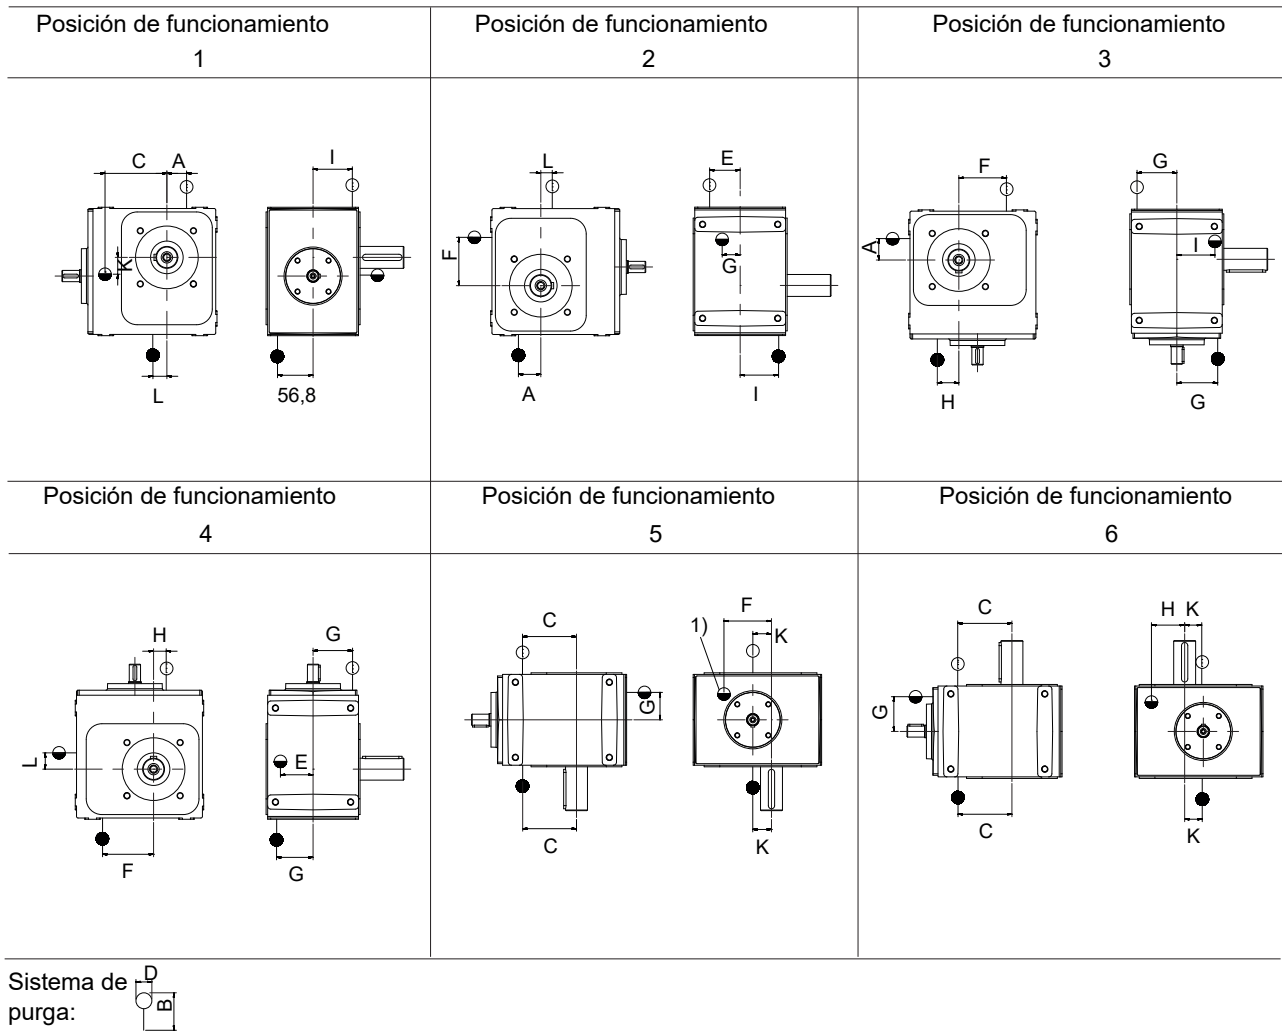 Posición de funcionamiento
1
Posición de funcionamiento
2
Posición de funcionamiento
3
C A I
K
L 56,8
L E
F G
A I
F G
A I
H G
Posición de funcionamiento
4
Posición de funcionamiento
5
Posición de funcionamiento
6
H G
L E
F G
C F
1) K
G
C K
C H K
G
C K
Sistema de
purga:
D
B